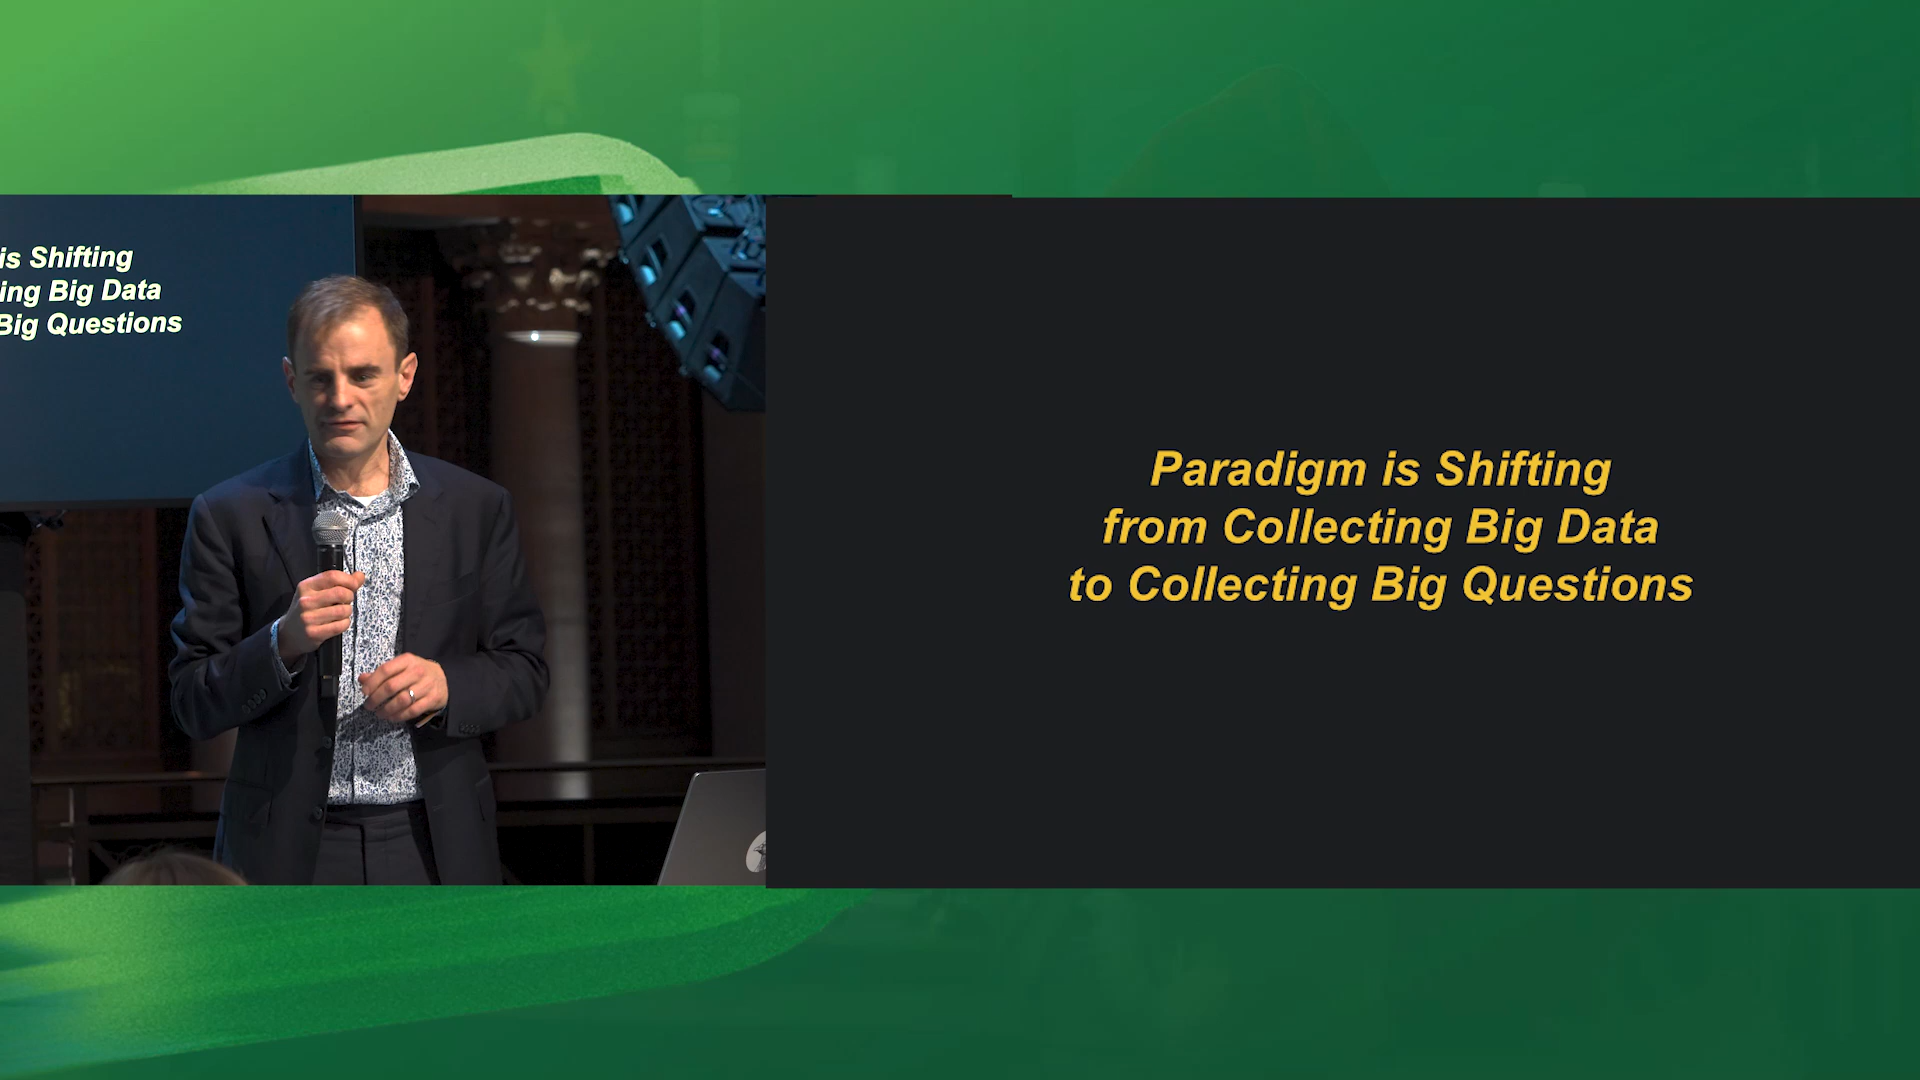 is Shifting
ing Big Data
Big Questions
Paradigm is Shifting
from Collecting Big Data
to Collecting Big Questions